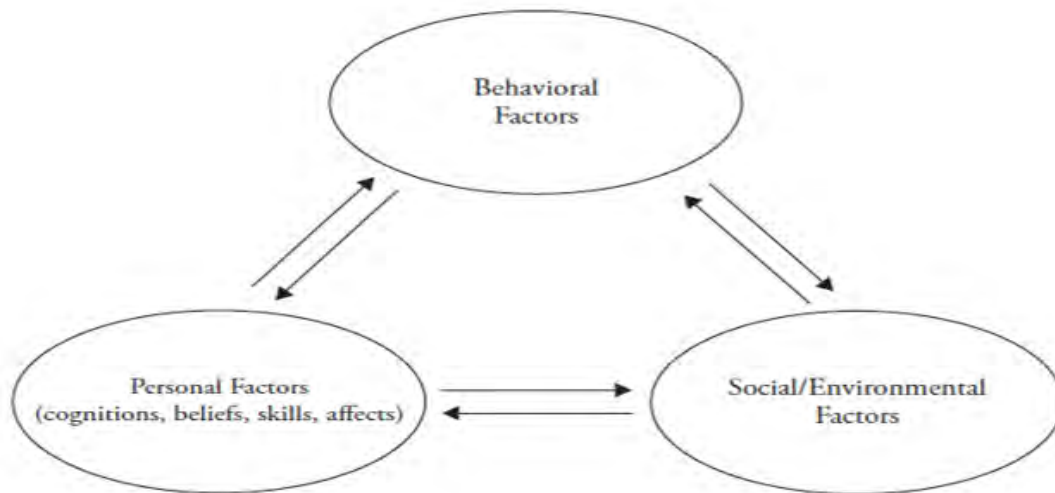 Behavioral
Factors
Personal Factors
(cognitions, beliefs, skills, affects)
Social/Environmental
Factors